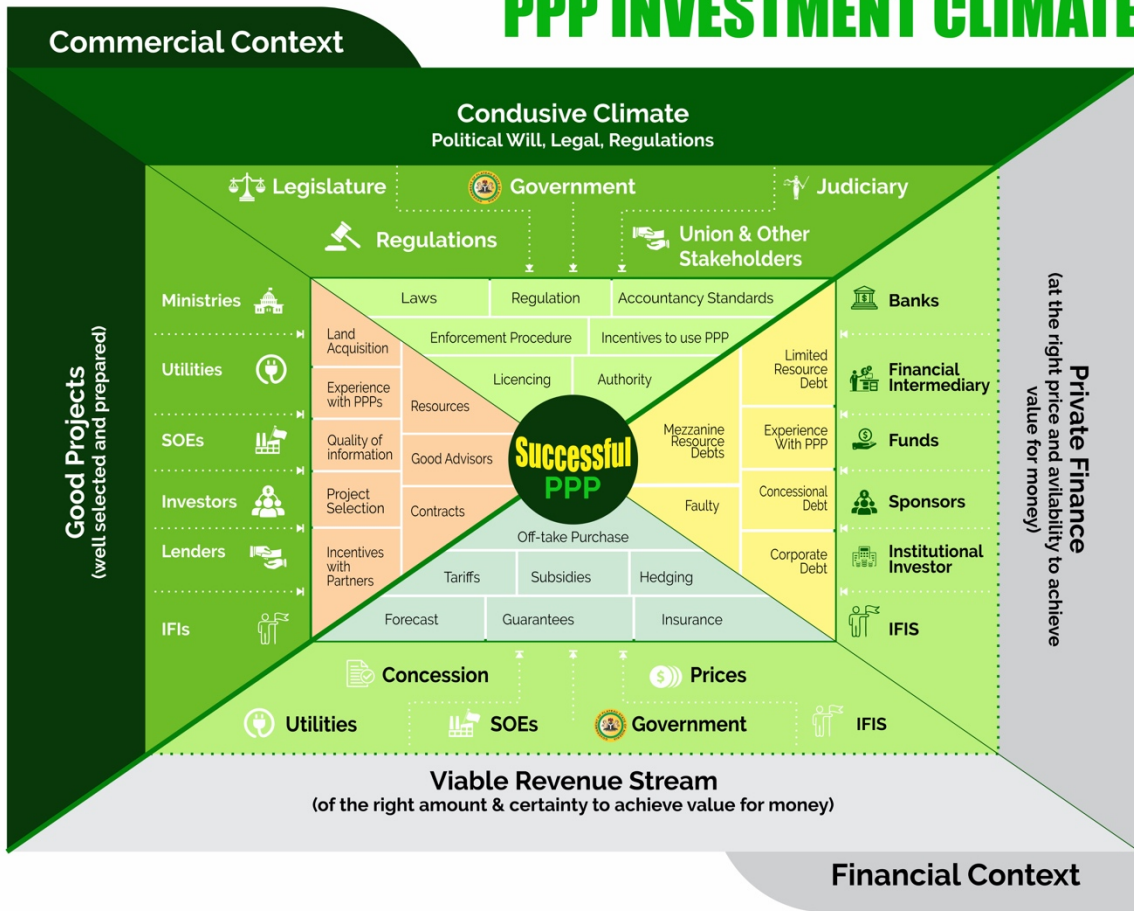 PPP INVESTMENT CLIMATE
Commercial Context
Condusive Climate
Political Will, Legal, Regulations
Legislature
Government
Judiciary
Regulations
Union & Other
Stakeholders
Good Projects
(well selected and prepared)
Ministries
Utilities
SOEs
Investors
Lenders
IFIs
Laws
Regulation
Accountancy Standards
Enforcement Procedure
Incentives to use PPP
Licencing
Authority
Land
Acquisition
Experience
with PPPs
Quality of
information
Project
Selection
Incentives
with
Partners
Resources
Good Advisors
Contracts
Successful
PPP
Mezzanine
Resource
Debts
Faulty
Limited
Resource
Debt
Experience
With PPP
Concessional
Debt
Corporate
Debt
Off-take Purchase
Tariffs
Subsidies
Hedging
Forecast
Guarantees
Insurance
Banks
Financial
Intermediary
Funds
Sponsors
Institutional
Investor
IFIS
Private Finance
(at the right price and avilability to achieve
value for money)
Concession
Prices
Utilities
SOEs
Government
IFIS
Viable Revenue Stream
(of the right amount & certainty to achieve value for money)
Financial Context